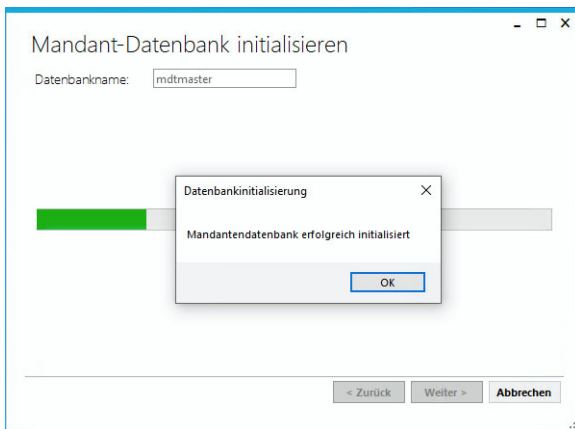 Mandant-Datenbank initialisieren
Datenbankname: mdtmaster
Datenbankinitialisierung
Mandantendatenbank erfolgreich initialisiert
OK
< Zurück Weiter > Abbrechen